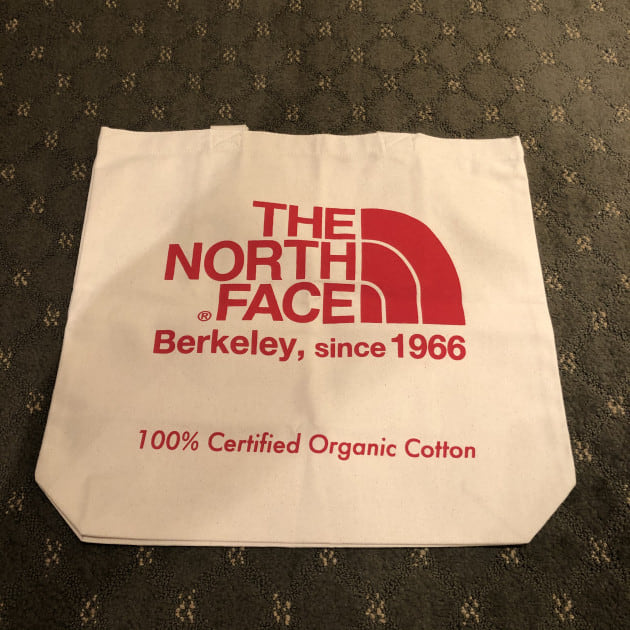 THE
NORTH
® FACE
Berkeley, since 1966
100% Certified Organic Cotton